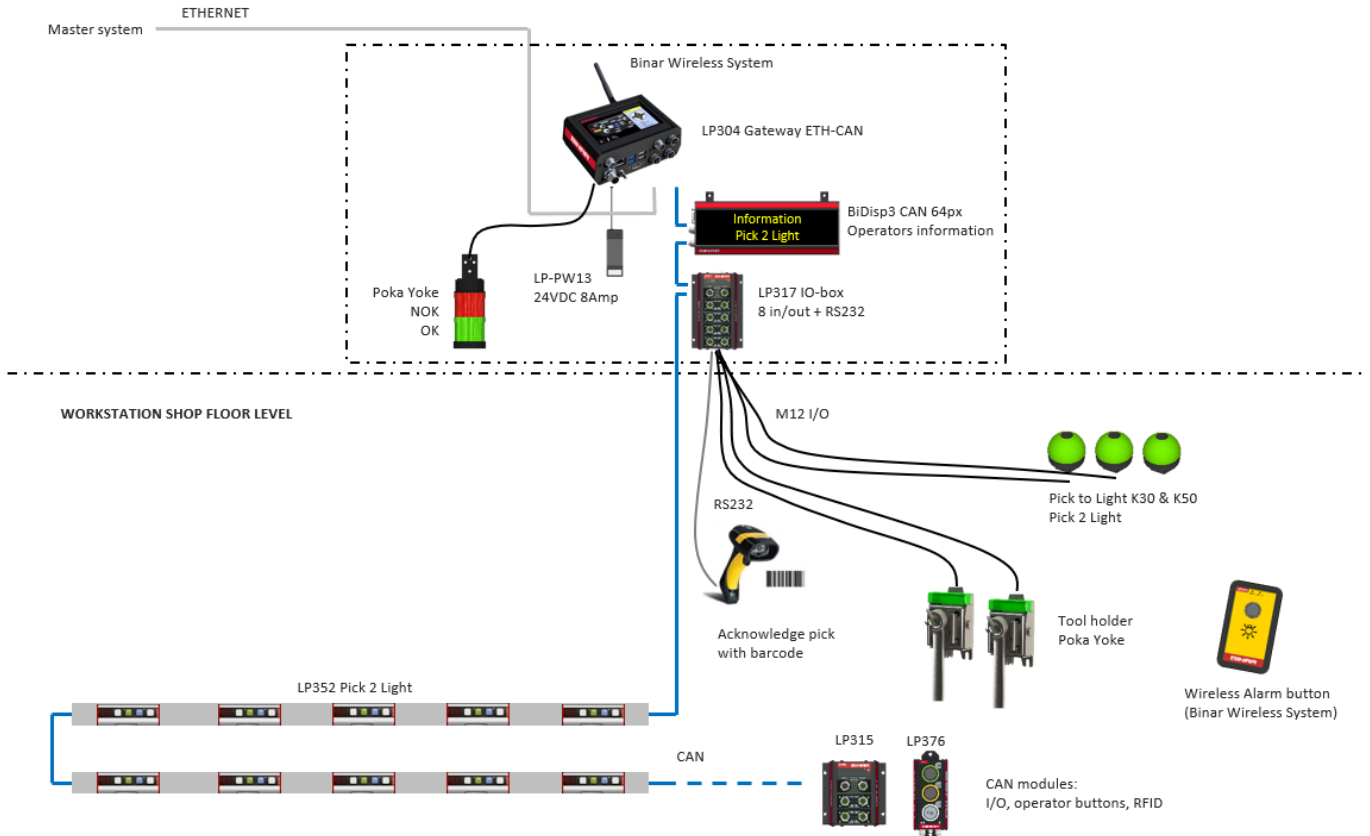 ETHERNET
Master system
Binar Wireless System
LP304 Gateway ETH-CAN
Information
Pick 2 Light
BiDisp3 CAN 64px
Operators information
LP-PW13
24VDC 8Amp
Poka Yoke
NOK
OK
LP317 IO-box
8 in/out + RS232
WORKSTATION SHOP FLOOR LEVEL
M12 I/O
Pick to Light K30 & K50
Pick 2 Light
RS232
Acknowledge pick
with barcode
Tool holder
Poka Yoke
BINAR
Wireless Alarm button
(Binar Wireless System)
LP352 Pick 2 Light
CAN
LP315
LP376
CAN modules:
I/O, operator buttons, RFID